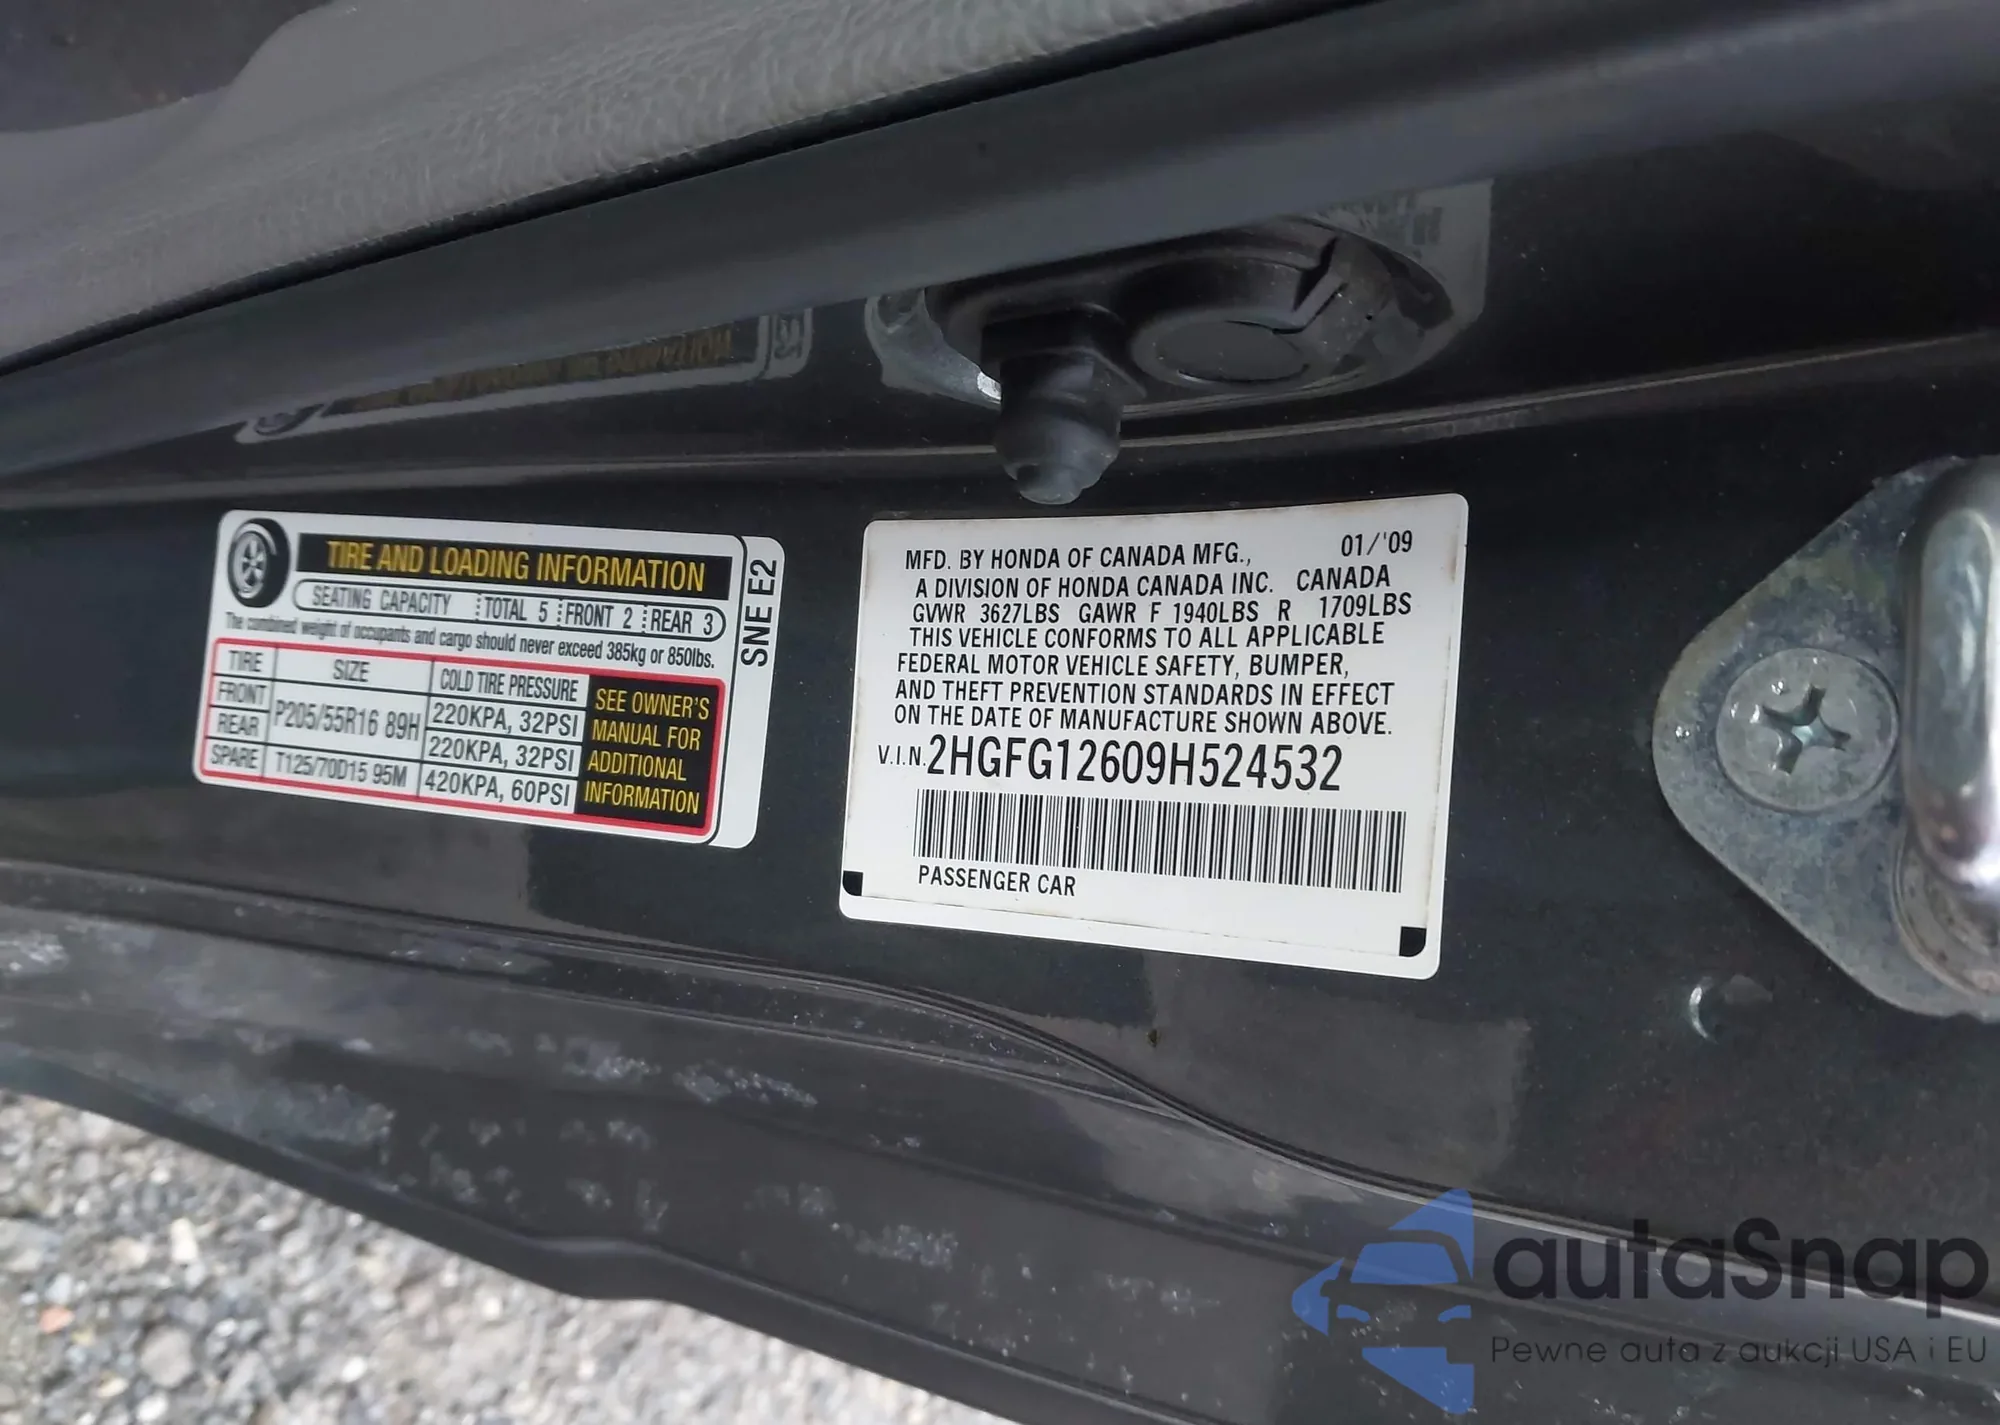 TIRE AND LOADING INFORMATION
SEATING CAPACITY TOTAL 5 FRONT 2 REAR 3
The combined weight of occupants and cargo should never exceed 385kg or 850lbs.
TIRE SIZE COLD TIRE PRESSURE
FRONT P205/55R16 89H 220KPA, 32PSI
REAR 220KPA, 32PSI
SPARE T125/70D15 95M 420KPA, 60PSI
SEE OWNER'S
MANUAL FOR
ADDITIONAL
INFORMATION
SNE E2
MFD. BY HONDA OF CANADA MFG., 01/'09
A DIVISION OF HONDA CANADA INC. CANADA
GVWR 3627LBS GAWR F 1940LBS R 1709LBS
THIS VEHICLE CONFORMS TO ALL APPLICABLE
FEDERAL MOTOR VEHICLE SAFETY, BUMPER,
AND THEFT PREVENTION STANDARDS IN EFFECT
ON THE DATE OF MANUFACTURE SHOWN ABOVE.
V.I.N. 2HGFG12609H524532
PASSENGER CAR
autaSnap
Pewne auta z aukcji USA i EU